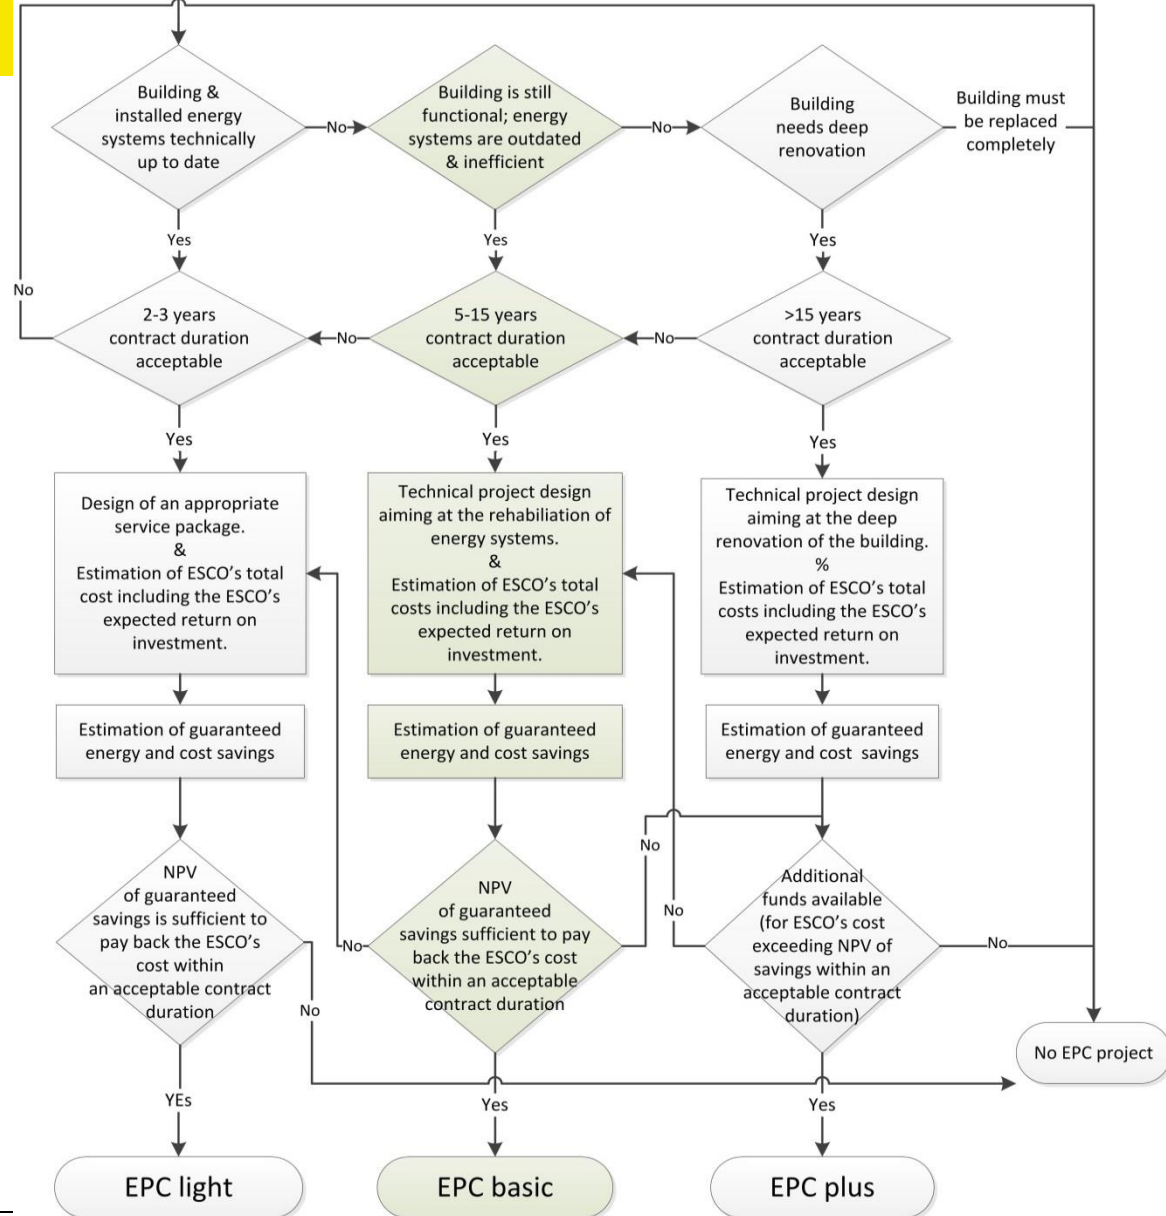 Building &
installed energy
systems technically
up to date
No
Building is still
functional; energy
systems are outdated
& inefficient
No
Building
needs deep
renovation
Building must
be replaced
completely
Yes
Yes
Yes
No
2-3 years
contract duration
acceptable
No
5-15 years
contract duration
acceptable
No
>15 years
contract duration
acceptable
Yes
Yes
Yes
Design of an appropriate
service package.
&
Estimation of ESCO's total
cost including the ESCO's
expected return on
investment.
Technical project design
aiming at the rehabiliation of
energy systems.
&
Estimation of ESCO's total
costs including the ESCO's
expected return on
investment.
Technical project design
aiming at the deep
renovation of the building.
%
Estimation of ESCO's total
costs including the ESCO's
expected return on
investment.
Estimation of guaranteed
energy and cost savings
Estimation of guaranteed
energy and cost savings
Estimation of guaranteed
energy and cost savings
NPV
of guaranteed
savings is sufficient to
pay back the ESCO's
cost within
an acceptable contract
duration
No
No
NPV
of guaranteed
savings sufficient to pay
back the ESCO's cost
within an acceptable
contract duration
No
No
Additional
funds available
(for ESCO's cost
exceeding NPV of
savings within an
acceptable contract
duration)
No
No EPC project
YEs
Yes
Yes
EPC light
EPC basic
EPC plus